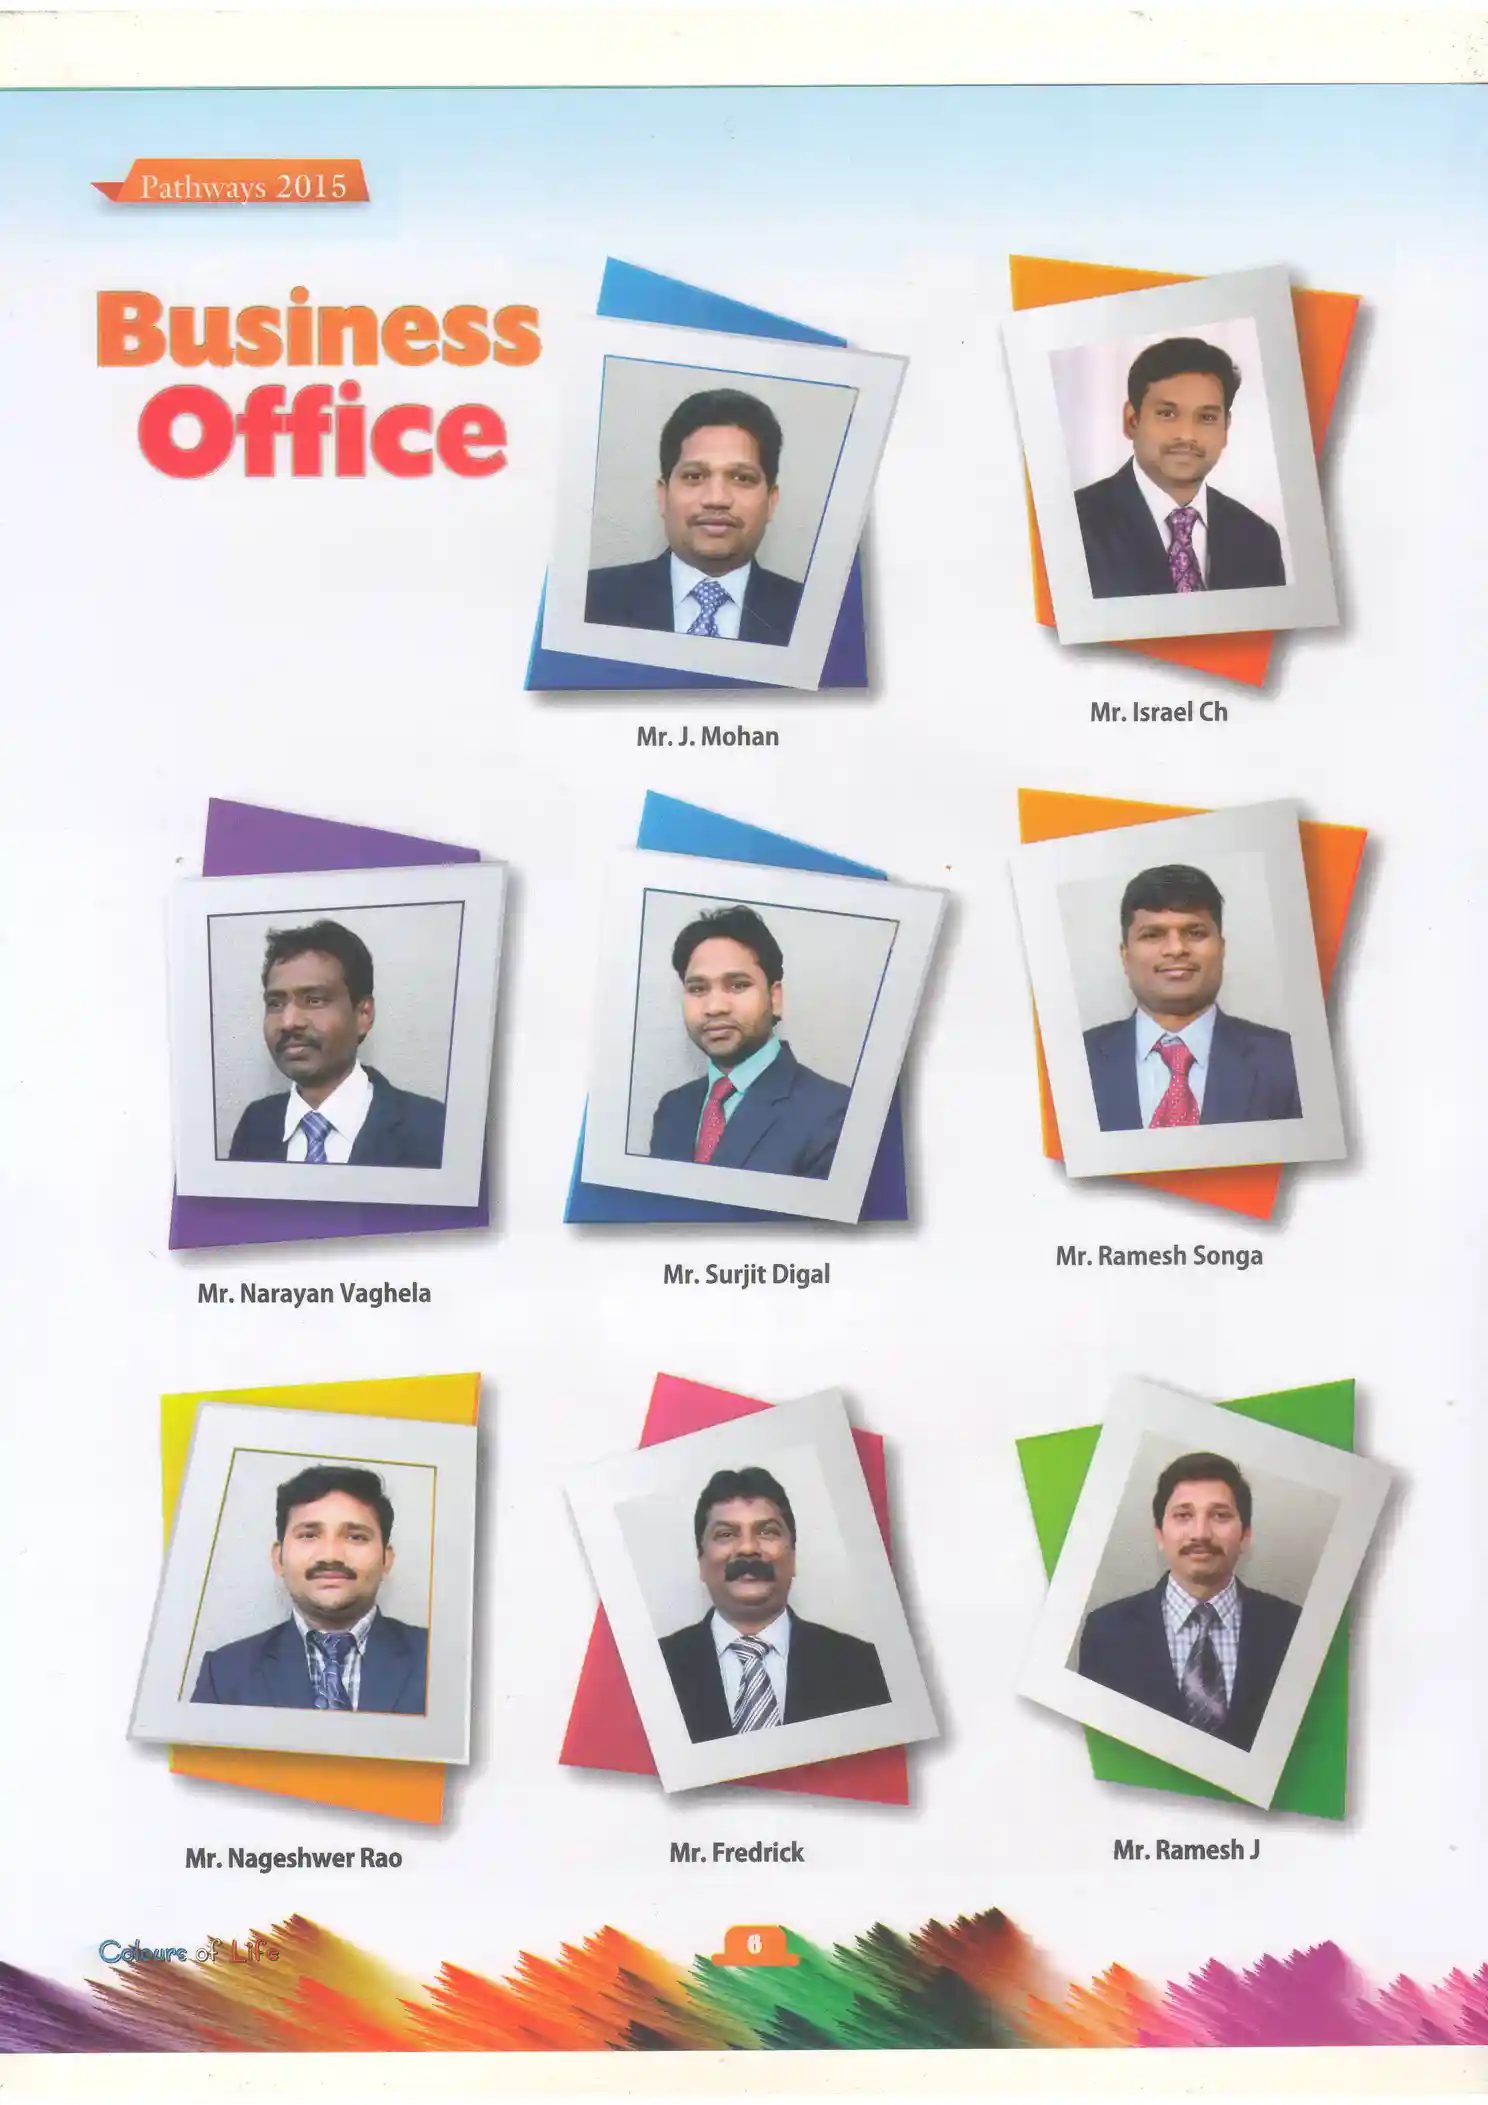 Pathways 2015
Business
Office
Mr. J. Mohan
Mr. Israel Ch
Mr. Narayan Vaghela
Mr. Surjit Digal
Mr. Ramesh Songa
Mr. Nageshwer Rao
Mr. Fredrick
Mr. Ramesh J
Colours of Life
6